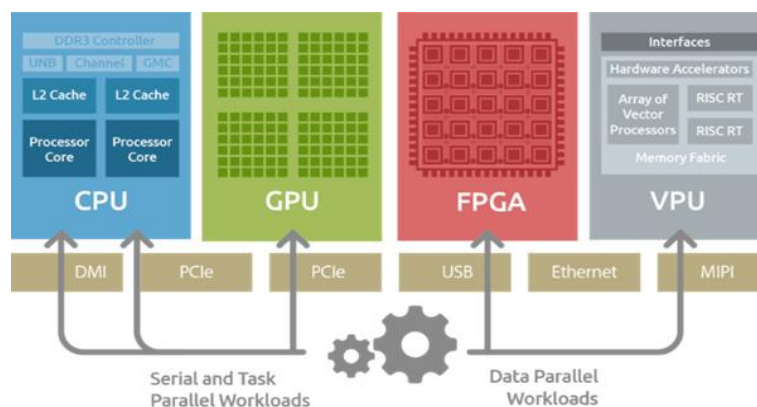 DDR3 Controller
UNB Channel GMC
L2 Cache L2 Cache
Processor Core Processor Core
CPU
GPU
FPGA
Interfaces
Hardware Accelerators
Array of Vector Processors
RISC RT
RISC RT
Memory Fabric
VPU
DMI PCIe PCIe USB Ethernet MIPI
Serial and Task
Parallel Workloads
Data Parallel
Workloads